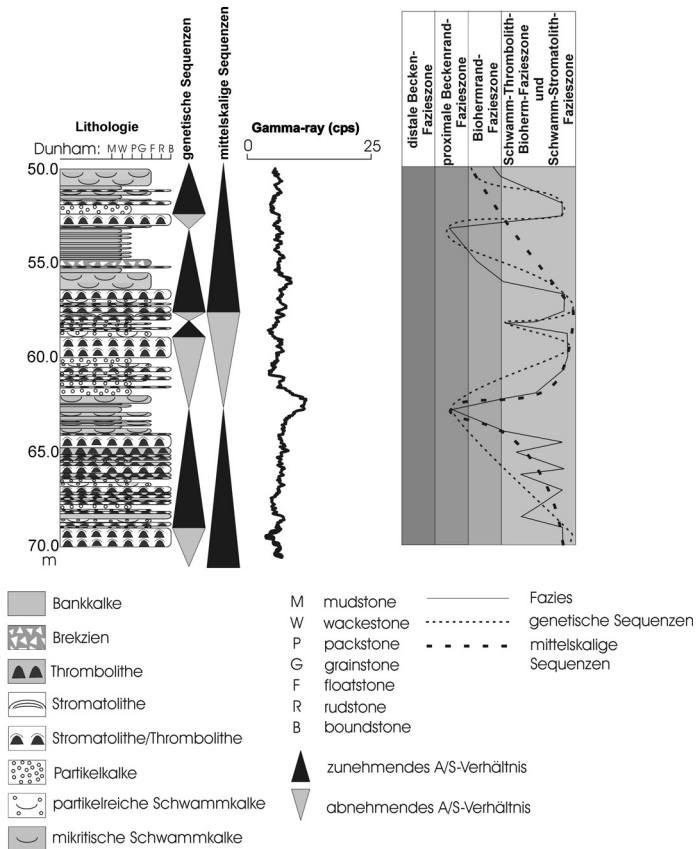 genetische Sequenzen
mittelskalige Sequenzen
Lithologie
Dunham: M W P G F R B
Gamma-ray (cps)
0 25
distale Becken-
Fazieszone
proximale Beckenrand-
Fazieszone
Biohermrand-
Fazieszone
Schwamm-Thrombolith-
Bioherm-Fazieszone
und
Schwamm-Stromatolith-
Fazieszone
50.0
55.0
60.0
65.0
70.0
m
Bankkalke
Brekzien
Thrombolithe
Stromatolithe
Stromatolithe/Thrombolithe
Partikelkalke
partikelreiche Schwammkalke
mikritische Schwammkalke
M mudstone
W wackestone
P packstone
G grainstone
F floatstone
R rudstone
B boundstone
zunehmendes A/S-Verhältnis
abnehmendes A/S-Verhältnis
Fazies
genetische Sequenzen
mittelskalige
Sequenzen